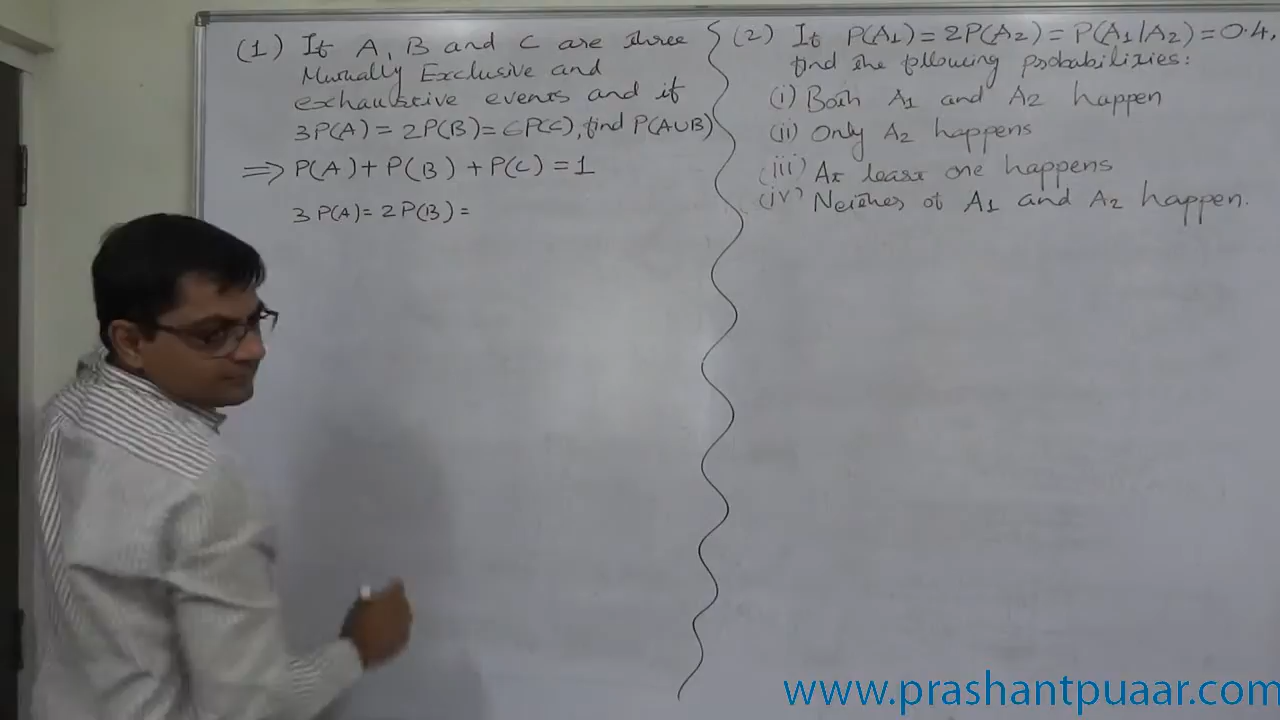 (1) If A, B and C are three
Mutually Exclusive and
exhaustive events and if
3P(A) = 2P(B) = 6P(C), find P(A∪B)
⇒ P(A) + P(B) + P(C) = 1
3P(A) = 2P(B) =
(2) If P(A1) = 2P(A2) = P(A1/A2) = 0.4,
find the following probabilities:
(i) Both A1 and A2 happen
(ii) Only A2 happens
(iii) At least one happens
(iv) Neither of A1 and A2 happen.
www.prashantpuaar.com